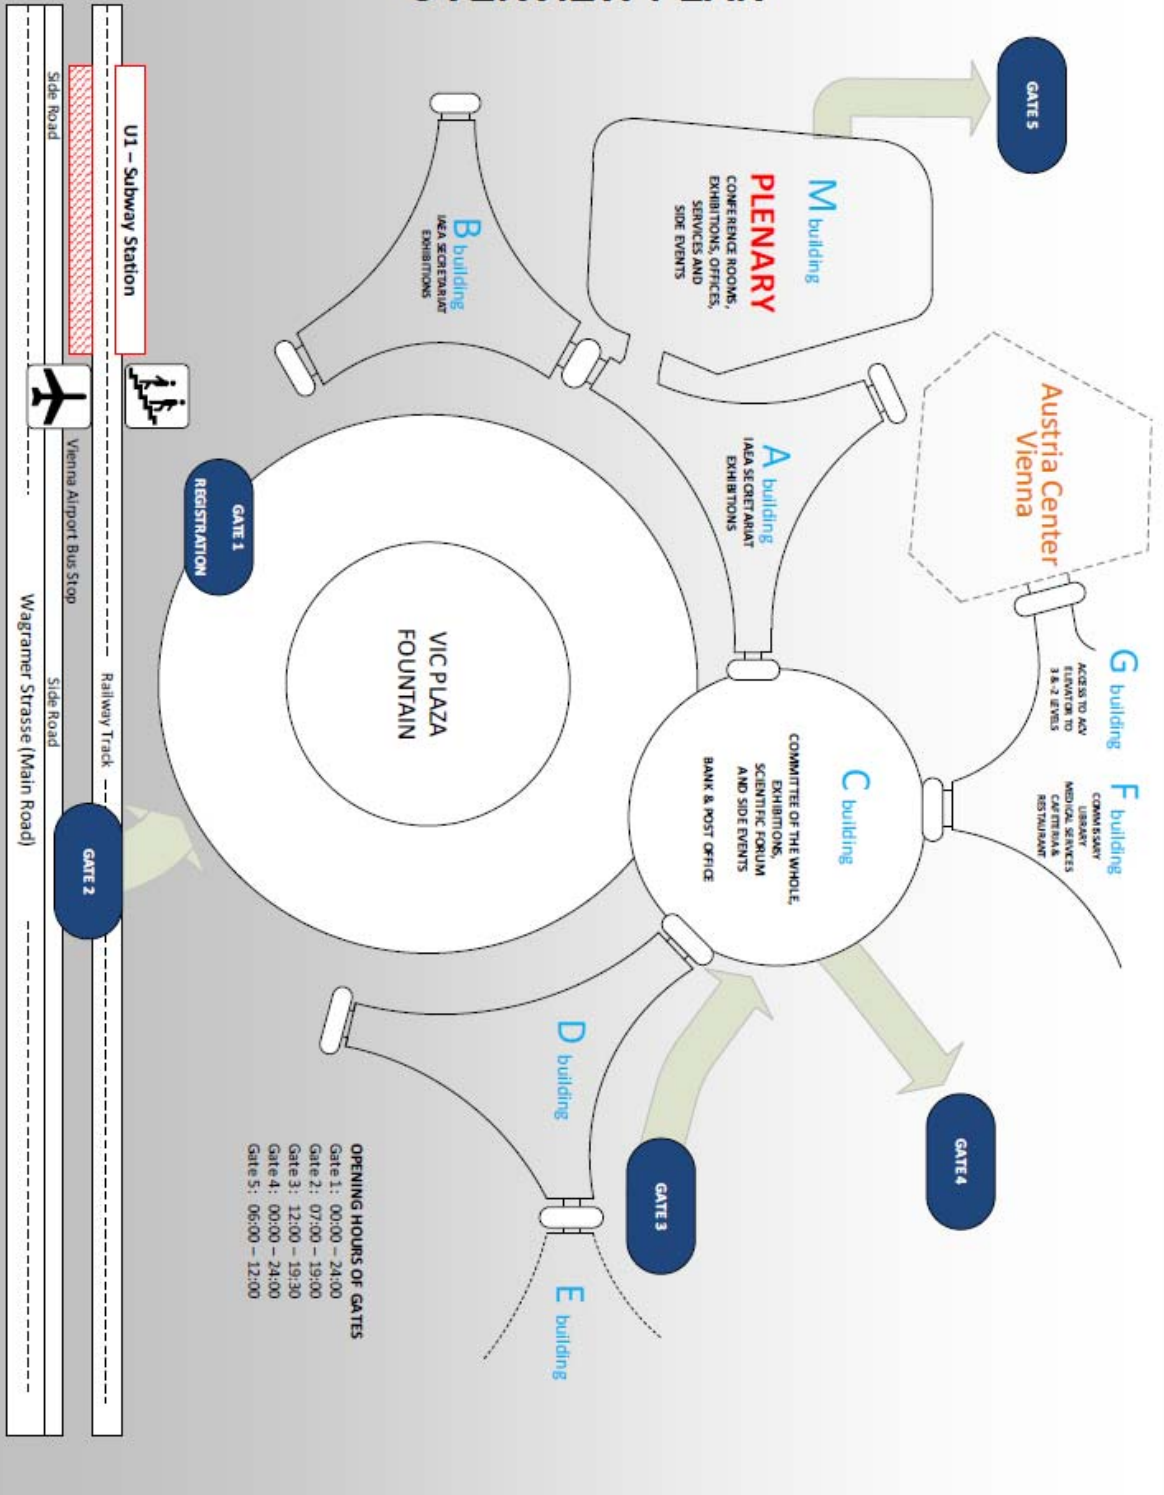 GATE 5
M building
PLENARY
CONFERENCE ROOMS,
EXHIBITIONS, OFFICES,
SERVICES AND
SIDE EVENTS
Austria Center
Vienna
G building
ACCESS TO ACV
ELEVATOR TO
3 & -2 LEVELS
F building
COMMISSARY
LIBRARY
MEDICAL SERVICES
CAFETERIA &
RESTAURANT
GATE 4
C building
COMMITTEE OF THE WHOLE,
EXHIBITIONS,
SCIENTIFIC FORUM
AND SIDE EVENTS
BANK & POST OFFICE
A building
IAEA SECRETARIAT
EXHIBITIONS
GATE 3
D building
E building
B building
IAEA SECRETARIAT
EXHIBITIONS
VIC PLAZA
FOUNTAIN
OPENING HOURS OF GATES
Gate 1: 00:00 – 24:00
Gate 2: 07:00 – 19:00
Gate 3: 12:00 – 19:30
Gate 4: 00:00 – 24:00
Gate 5: 06:00 – 12:00
GATE 1
REGISTRATION
U1 – Subway Station
Railway Track
GATE 2
Vienna Airport Bus Stop
Side Road
Side Road
Wagramer Strasse (Main Road)